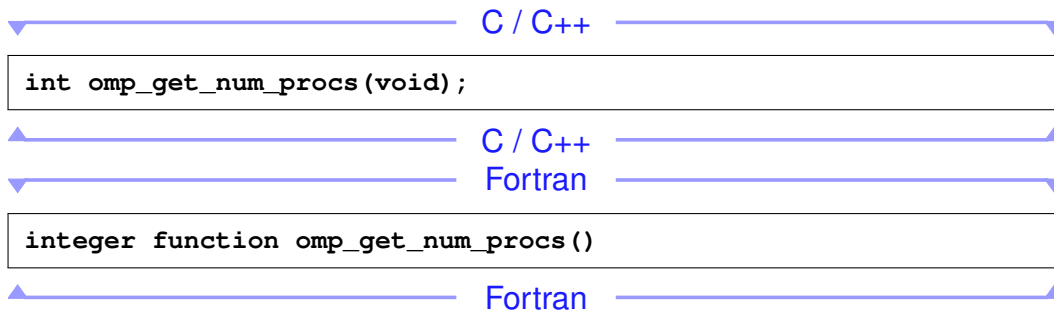 C / C++
int omp_get_num_procs(void);
C / C++
Fortran
integer function omp_get_num_procs()
Fortran